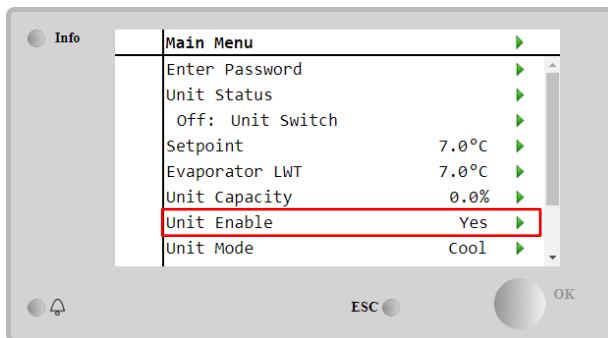 Info
Main Menu
Enter Password
Unit Status
Off: Unit Switch
Setpoint 7.0°C
Evaporator LWT 7.0°C
Unit Capacity 0.0%
Unit Enable Yes
Unit Mode Cool
ESC
OK